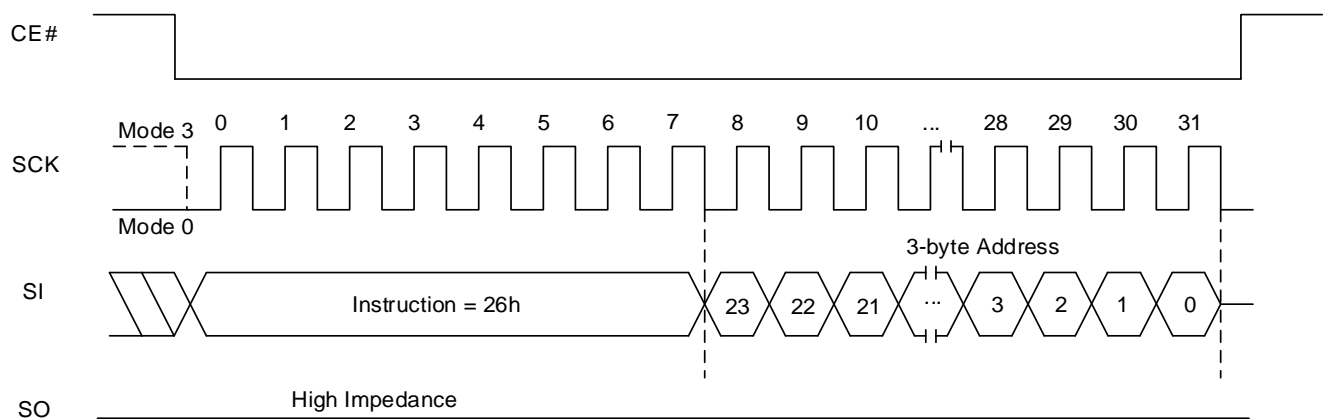 CE#
Mode 3
0 1 2 3 4 5 6 7 8 9 10 ... 28 29 30 31
SCK
Mode 0
3-byte Address
SI
Instruction = 26h
23 22 21 ... 3 2 1 0
High Impedance
SO